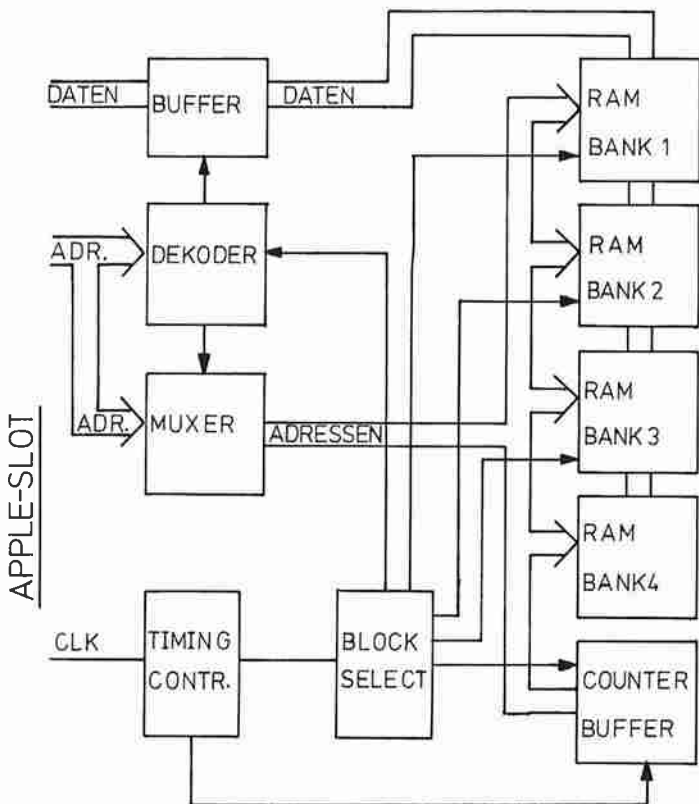 DATEN
BUFFER
DATEN
RAM
BANK 1
ADR.
DEKODER
RAM
BANK 2
ADR.
MUXER
ADRESSEN
RAM
BANK 3
APPLE-SLOT
RAM
BANK4
CLK
TIMING
CONTR.
BLOCK
SELECT
COUNTER
BUFFER